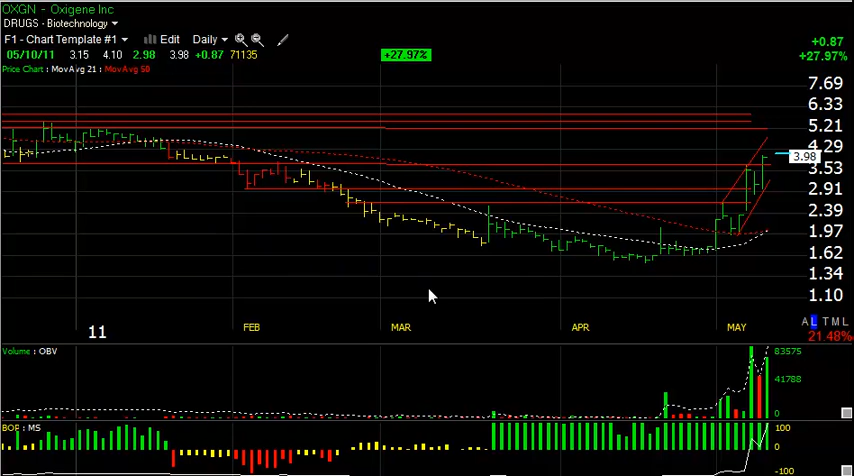 OXGN - Oxigene Inc
DRUGS - Biotechnology
F1 - Chart Template #1 Edit Daily
05/10/11 3.15 4.10 2.98 3.98 +0.87 71135 +27.97%
+0.87
+27.97%
Price Chart : MovAvg 21 : MovAvg 50
7.69
6.33
5.21
4.29
3.98
3.53
2.91
2.39
1.97
1.62
1.34
1.10
11 FEB MAR APR MAY
A L T M L
21.48%
Volume : OBV
83575
41788
0
BOP : MS
100
0
-100